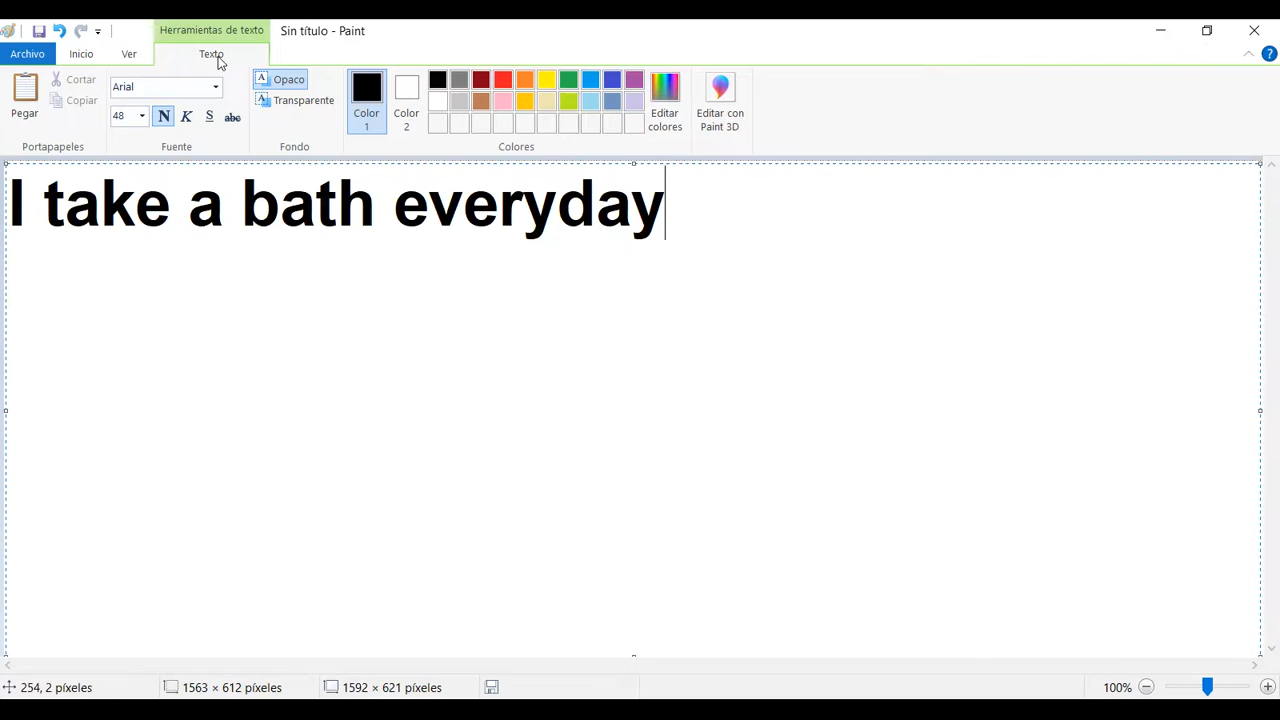 Herramientas de texto
Sin título - Paint
Archivo
Inicio
Ver
Texto
Pegar
Cortar
Copiar
Portapapeles
Arial
48
N K S abc
Fuente
Opaco
Transparente
Fondo
Color 1
Color 2
Colores
Editar colores
Editar con Paint 3D
I take a bath everyday
254, 2 píxeles
1563 × 612 píxeles
1592 × 621 píxeles
100%